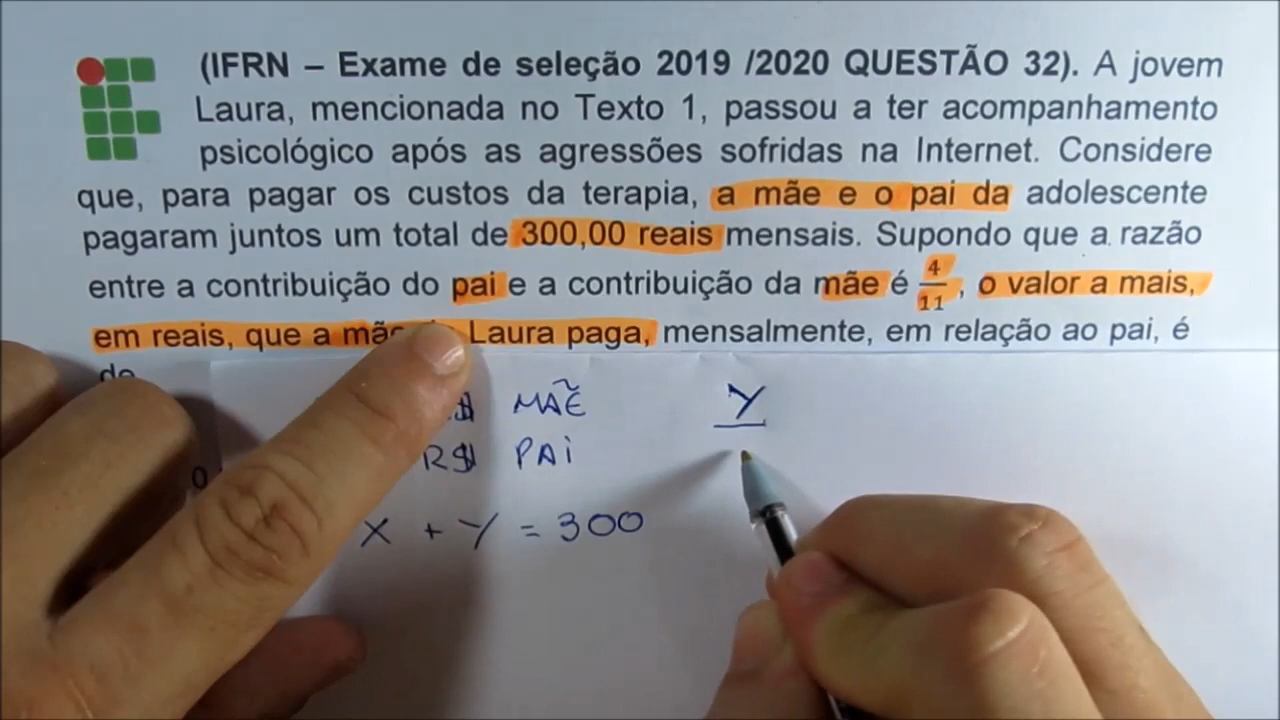 (IFRN – Exame de seleção 2019 /2020 QUESTÃO 32). A jovem
Laura, mencionada no Texto 1, passou a ter acompanhamento
psicológico após as agressões sofridas na Internet. Considere
que, para pagar os custos da terapia, a mãe e o pai da adolescente
pagaram juntos um total de 300,00 reais mensais. Supondo que a razão
entre a contribuição do pai e a contribuição da mãe é 4/11, o valor a mais,
em reais, que a mãe Laura paga, mensalmente, em relação ao pai, é
de
MÃE Y
R$ PAI
X + Y = 300